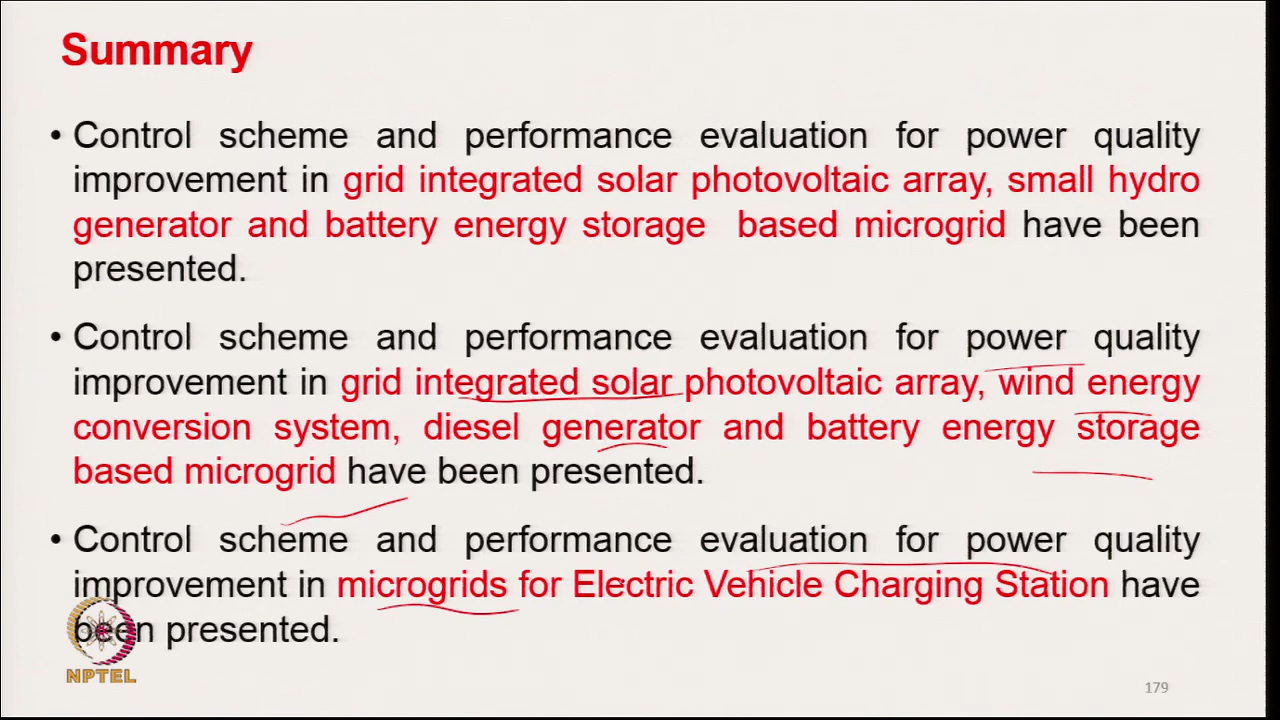 Summary
• Control scheme and performance evaluation for power quality
improvement in grid integrated solar photovoltaic array, small hydro
generator and battery energy storage based microgrid have been
presented.
• Control scheme and performance evaluation for power quality
improvement in grid integrated solar photovoltaic array, wind energy
conversion system, diesel generator and battery energy storage
based microgrid have been presented.
• Control scheme and performance evaluation for power quality
improvement in microgrids for Electric Vehicle Charging Station have
been presented.
NPTEL
179